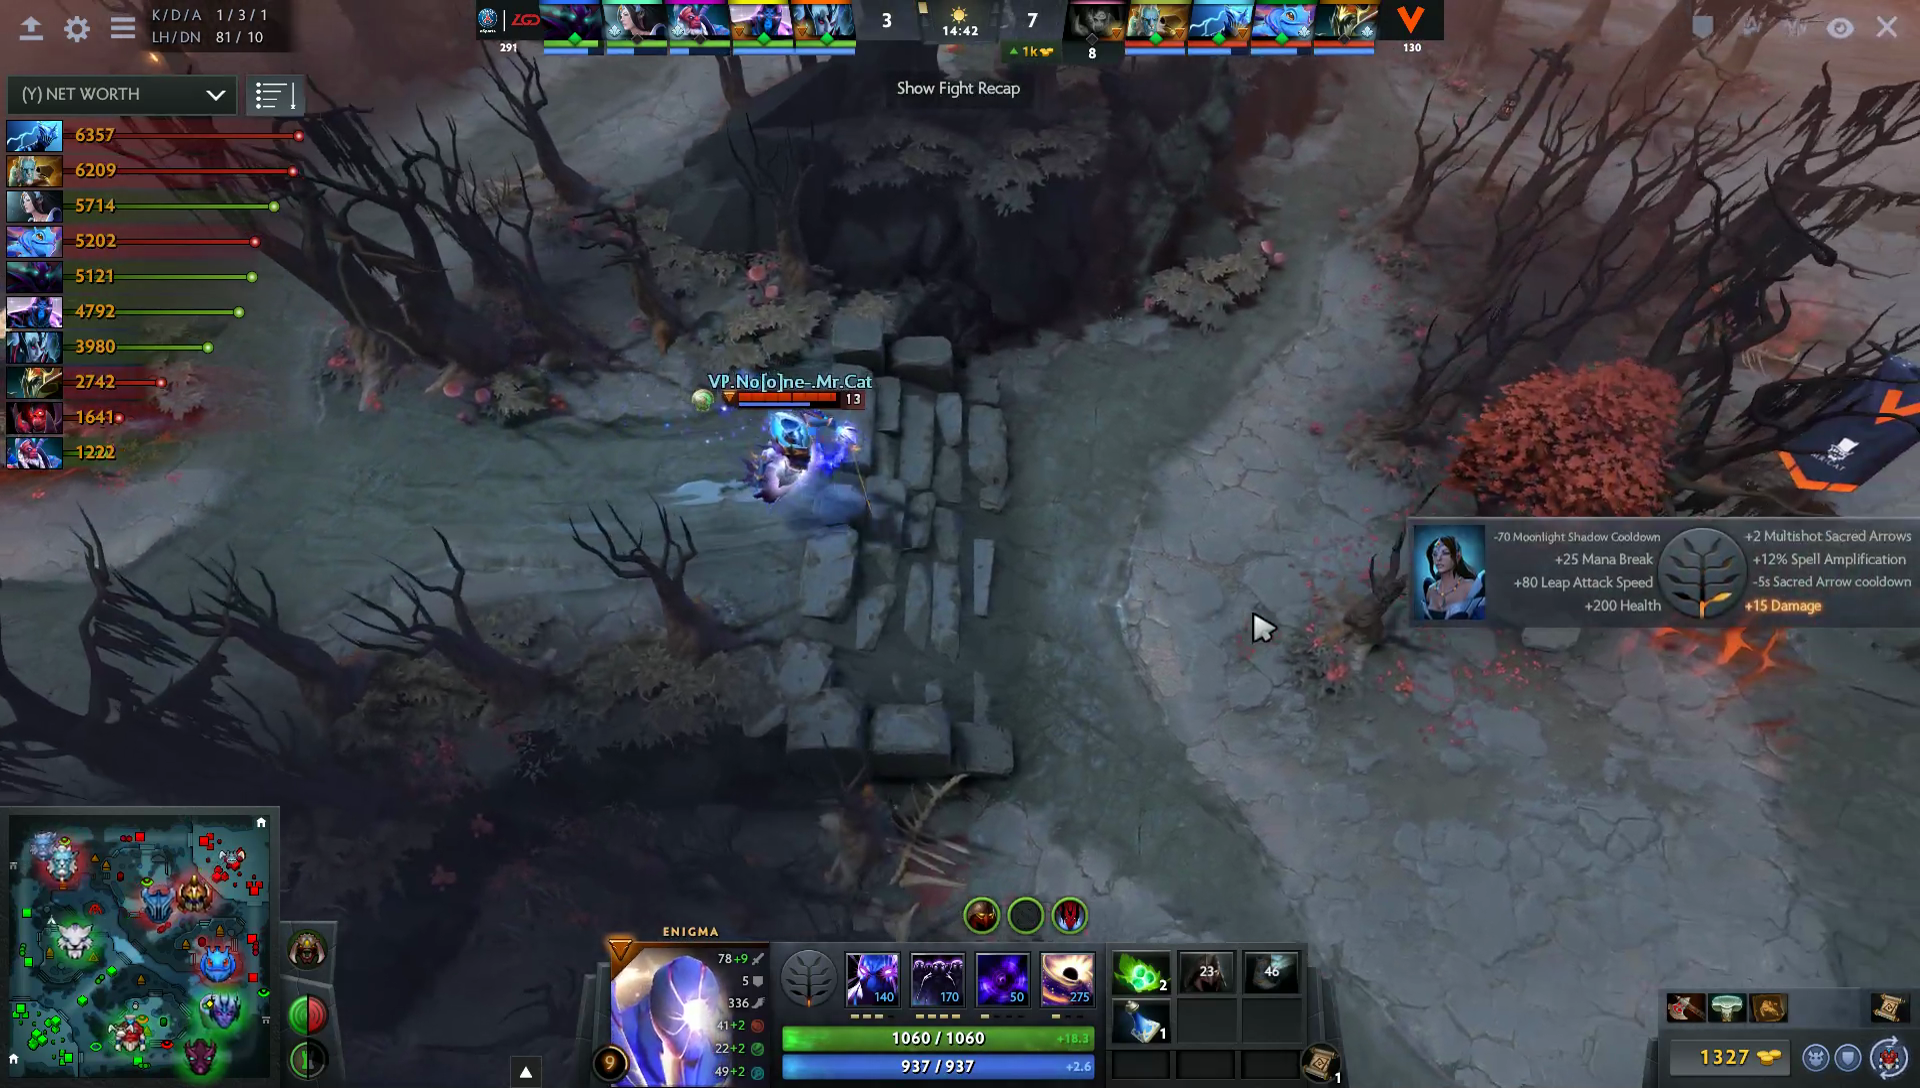 K/D/A 1 / 3 / 1
LH/DN 81 / 10
LGD
291
3
14:42
7
1k
8
130
Show Fight Recap
(Y) NET WORTH
6357
6209
5714
5202
5121
4792
3980
2742
1641
1222
VP.No[o]ne-.Mr.Cat
13
MR.CAT
-70 Moonlight Shadow Cooldown
+2 Multishot Sacred Arrows
+25 Mana Break
+12% Spell Amplification
+80 Leap Attack Speed
-5s Sacred Arrow cooldown
+200 Health
+15 Damage
ENIGMA
78+9
5
336
41+2
22+2
49+2
9
140
170
50
275
1060 / 1060
+18.3
937 / 937
+2.6
2
23
46
1
1
1327